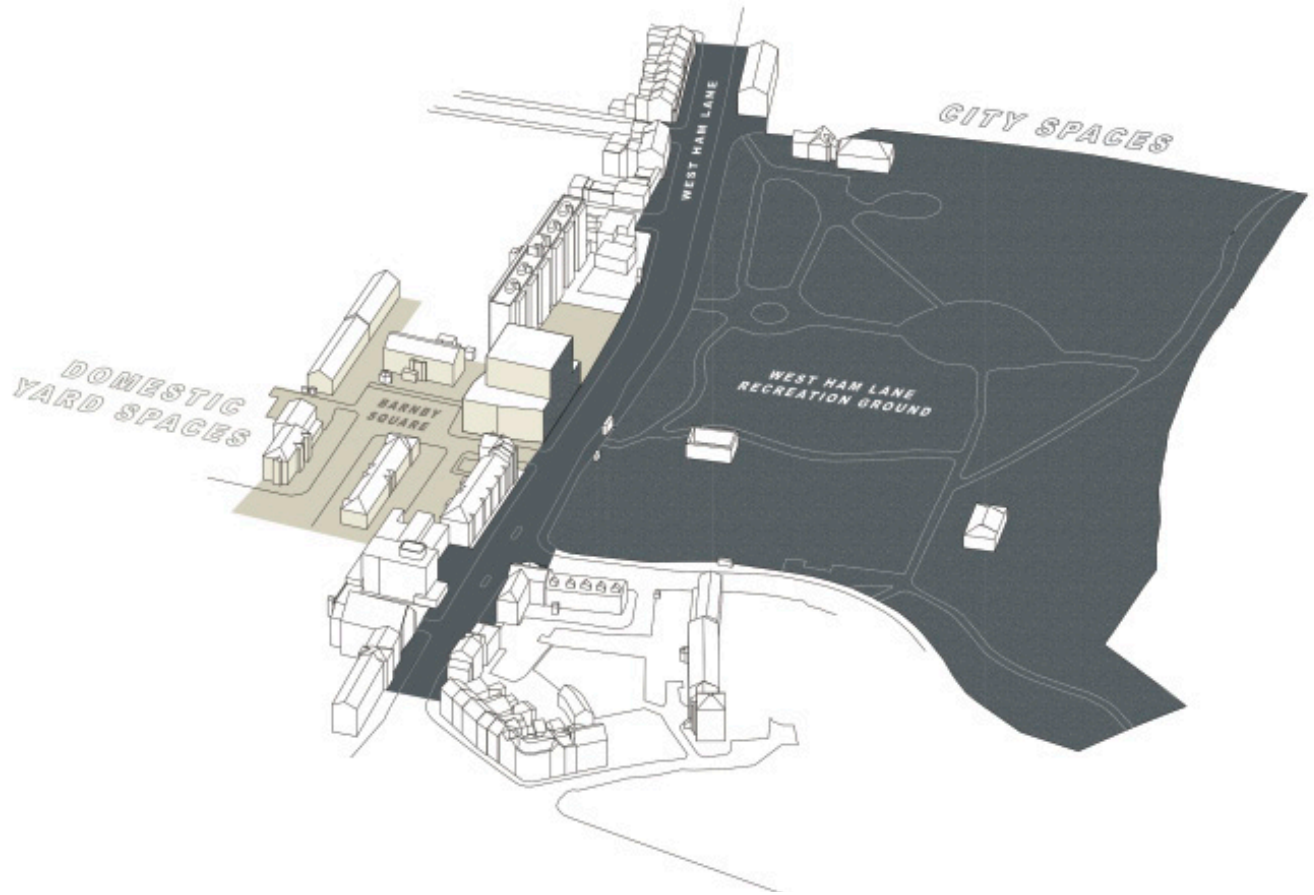 WEST HAM LANE
CITY SPACES
DOMESTIC
YARD SPACES
BARNBY
SQUARE
WEST HAM LANE
RECREATION GROUND